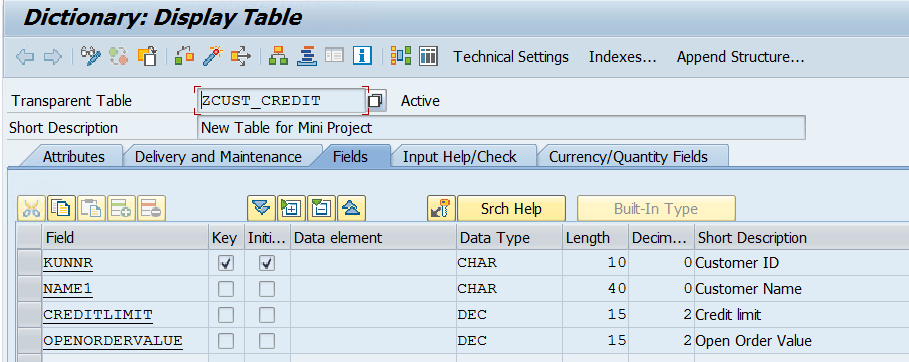 Dictionary: Display Table
Technical Settings Indexes... Append Structure...
Transparent Table ZCUST_CREDIT Active
Short Description New Table for Mini Project
Attributes Delivery and Maintenance Fields Input Help/Check Currency/Quantity Fields
Srch Help Built-In Type
Field Key Initi... Data element Data Type Length Decim... Short Description
KUNNR CHAR 10 0 Customer ID
NAME1 CHAR 40 0 Customer Name
CREDITLIMIT DEC 15 2 Credit limit
OPENORDERVALUE DEC 15 2 Open Order Value